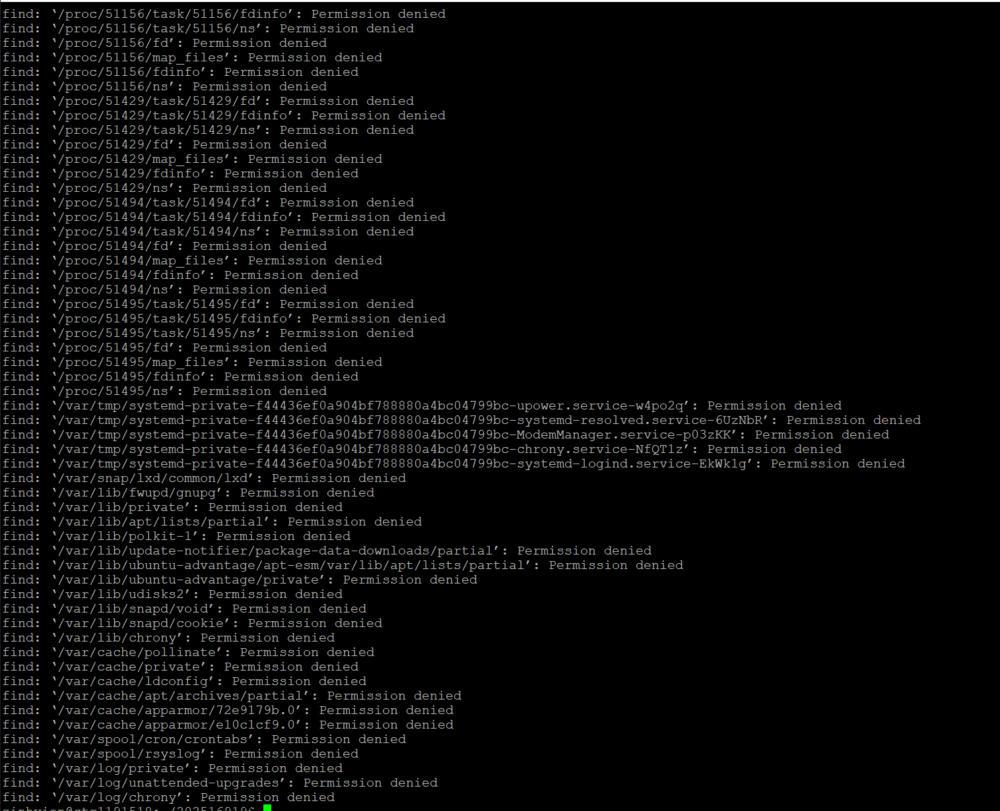 find: ‘/proc/51156/task/51156/fdinfo’: Permission denied
find: ‘/proc/51156/task/51156/ns’: Permission denied
find: ‘/proc/51156/fd’: Permission denied
find: ‘/proc/51156/map_files’: Permission denied
find: ‘/proc/51156/fdinfo’: Permission denied
find: ‘/proc/51156/ns’: Permission denied
find: ‘/proc/51429/task/51429/fd’: Permission denied
find: ‘/proc/51429/task/51429/fdinfo’: Permission denied
find: ‘/proc/51429/task/51429/ns’: Permission denied
find: ‘/proc/51429/fd’: Permission denied
find: ‘/proc/51429/map_files’: Permission denied
find: ‘/proc/51429/fdinfo’: Permission denied
find: ‘/proc/51429/ns’: Permission denied
find: ‘/proc/51494/task/51494/fd’: Permission denied
find: ‘/proc/51494/task/51494/fdinfo’: Permission denied
find: ‘/proc/51494/task/51494/ns’: Permission denied
find: ‘/proc/51494/fd’: Permission denied
find: ‘/proc/51494/map_files’: Permission denied
find: ‘/proc/51494/fdinfo’: Permission denied
find: ‘/proc/51494/ns’: Permission denied
find: ‘/proc/51495/task/51495/fd’: Permission denied
find: ‘/proc/51495/task/51495/fdinfo’: Permission denied
find: ‘/proc/51495/task/51495/ns’: Permission denied
find: ‘/proc/51495/fd’: Permission denied
find: ‘/proc/51495/map_files’: Permission denied
find: ‘/proc/51495/fdinfo’: Permission denied
find: ‘/proc/51495/ns’: Permission denied
find: ‘/var/tmp/systemd-private-f44436ef0a904bf788880a4bc04799bc-upower.service-w4po2q’: Permission denied
find: ‘/var/tmp/systemd-private-f44436ef0a904bf788880a4bc04799bc-systemd-resolved.service-6UzNbR’: Permission denied
find: ‘/var/tmp/systemd-private-f44436ef0a904bf788880a4bc04799bc-ModemManager.service-p03zKK’: Permission denied
find: ‘/var/tmp/systemd-private-f44436ef0a904bf788880a4bc04799bc-chrony.service-NfQT1z’: Permission denied
find: ‘/var/tmp/systemd-private-f44436ef0a904bf788880a4bc04799bc-systemd-logind.service-EkWk1g’: Permission denied
find: ‘/var/snap/lxd/common/lxd’: Permission denied
find: ‘/var/lib/fwupd/gnupg’: Permission denied
find: ‘/var/lib/private’: Permission denied
find: ‘/var/lib/apt/lists/partial’: Permission denied
find: ‘/var/lib/polkit-1’: Permission denied
find: ‘/var/lib/update-notifier/package-data-downloads/partial’: Permission denied
find: ‘/var/lib/ubuntu-advantage/apt-esm/var/lib/apt/lists/partial’: Permission denied
find: ‘/var/lib/ubuntu-advantage/private’: Permission denied
find: ‘/var/lib/udisks2’: Permission denied
find: ‘/var/lib/snapd/void’: Permission denied
find: ‘/var/lib/snapd/cookie’: Permission denied
find: ‘/var/lib/chrony’: Permission denied
find: ‘/var/cache/pollinate’: Permission denied
find: ‘/var/cache/private’: Permission denied
find: ‘/var/cache/ldconfig’: Permission denied
find: ‘/var/cache/apt/archives/partial’: Permission denied
find: ‘/var/cache/apparmor/72e9179b.0’: Permission denied
find: ‘/var/cache/apparmor/e10c1cf9.0’: Permission denied
find: ‘/var/spool/cron/crontabs’: Permission denied
find: ‘/var/spool/rsyslog’: Permission denied
find: ‘/var/log/private’: Permission denied
find: ‘/var/log/unattended-upgrades’: Permission denied
find: ‘/var/log/chrony’: Permission denied